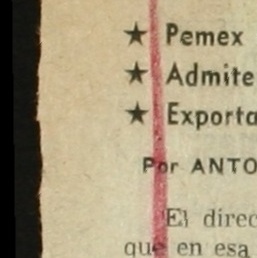 ★ Pemex
★ Admite
★ Exporta
Por ANTO
El direc
que en esa